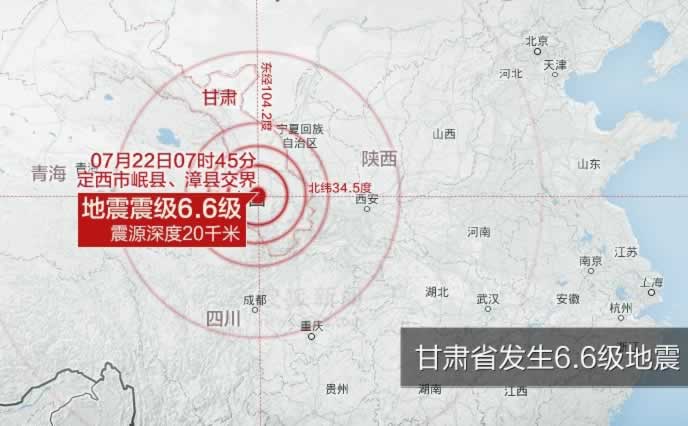 北京
天津
河北
甘肃
东经104.2度
宁夏回族
自治区
山西
陕西
山东
07月22日07时45分
青海
定西市岷县、漳县交界
北纬34.5度
地震震级6.6级
震源深度20千米
西安
河南
江苏
南京
上海
成都
湖北
武汉
安徽
杭州
四川
重庆
甘肃省发生6.6级地震
贵州
湖南
江西